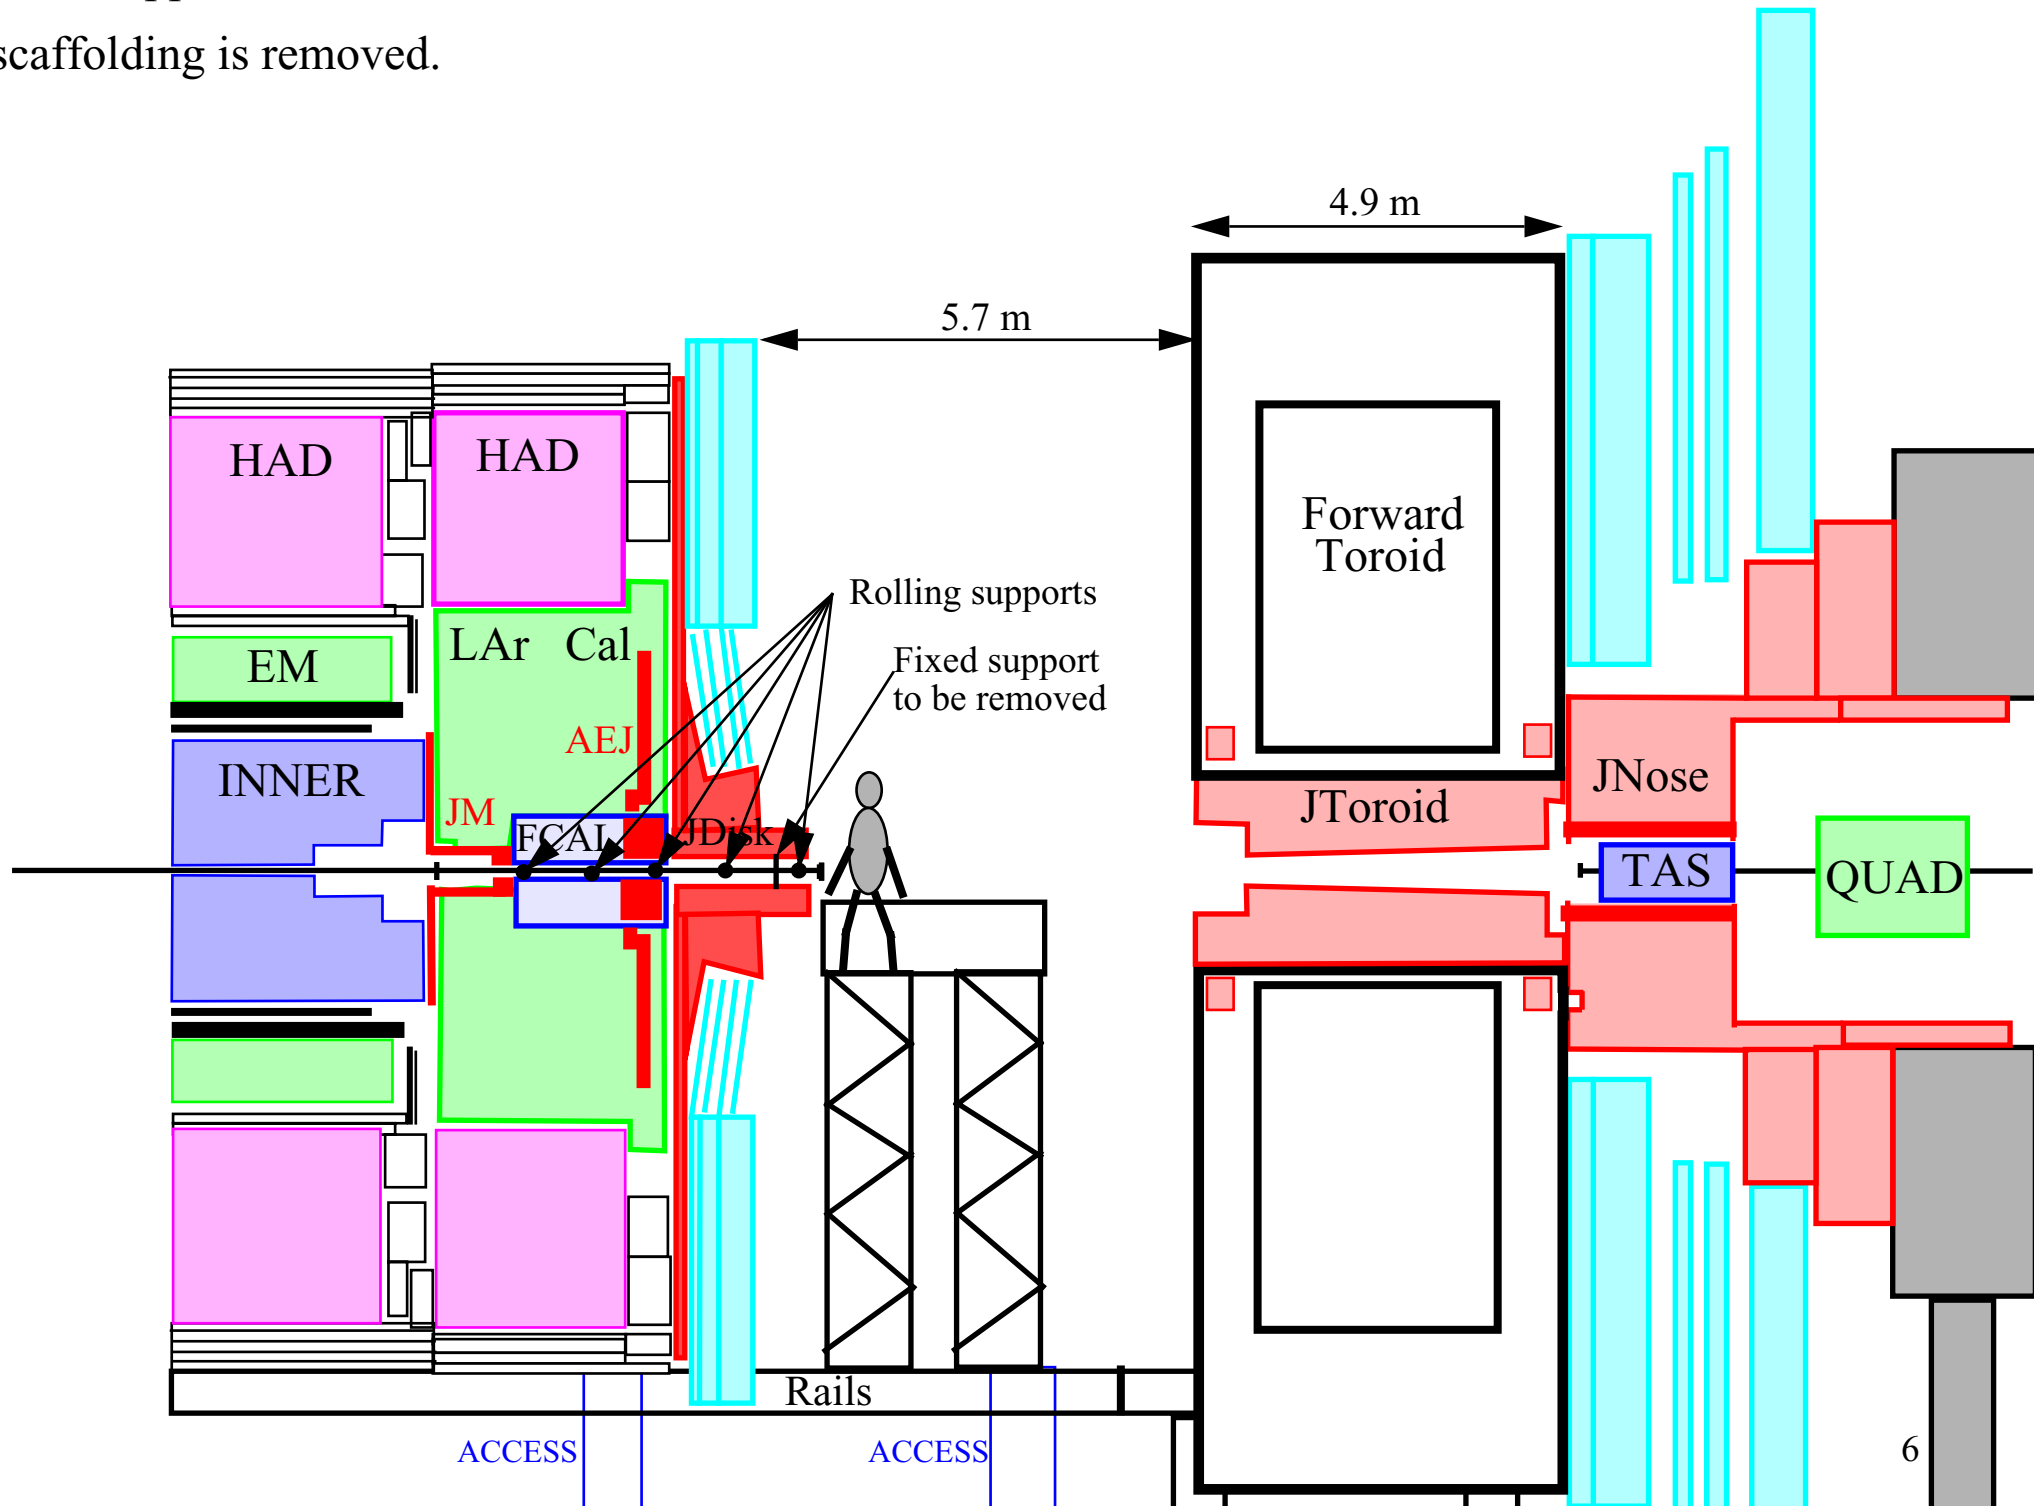 scaffolding is removed.
4.9 m
5.7 m
HAD
HAD
Forward
Toroid
Rolling supports
LAr Cal
EM
Fixed support
to be removed
AEJ
INNER
JNose
JM
JToroid
FCAL
JDisk
TAS
QUAD
Rails
ACCESS
ACCESS
6